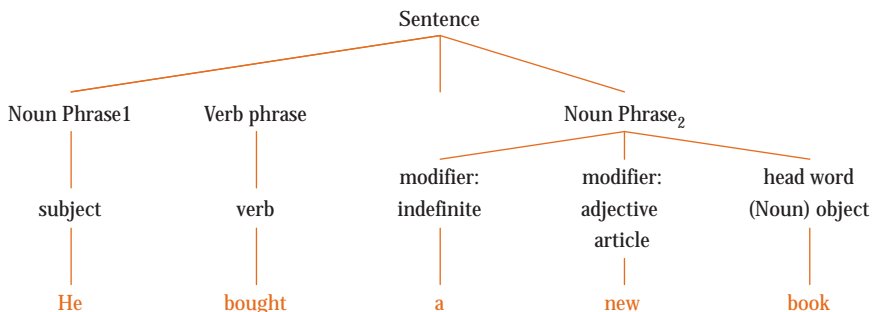 Sentence
Noun Phrase1 Verb phrase Noun Phrase₂
modifier: modifier: head word
subject verb indefinite adjective (Noun) object
article
He bought a new book